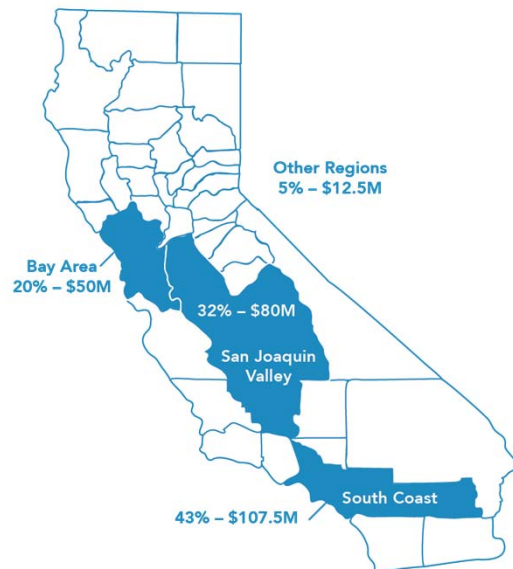 Other Regions
5% – $12.5M
Bay Area
20% – $50M
32% – $80M
San Joaquin
Valley
South Coast
43% – $107.5M